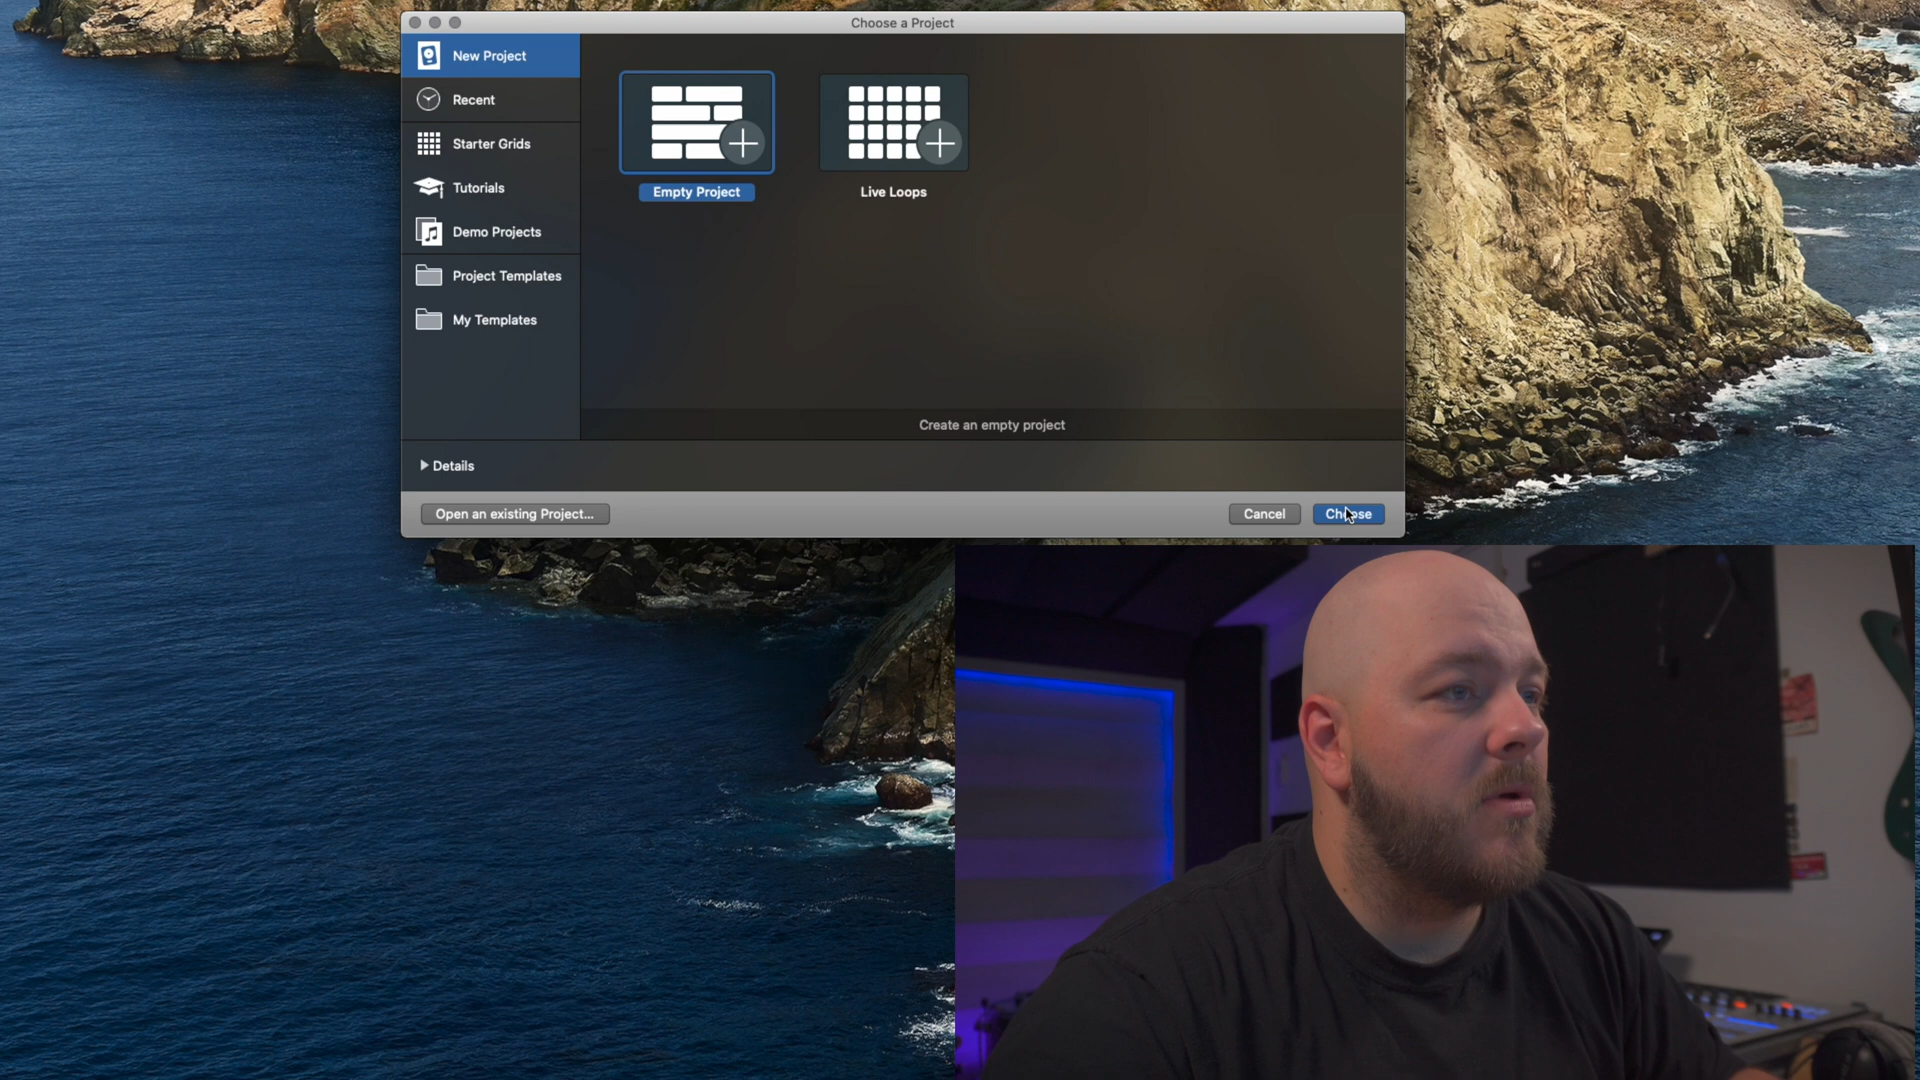 Choose a Project
New Project
Recent
Starter Grids
Tutorials
Demo Projects
Project Templates
My Templates
Empty Project
Live Loops
Create an empty project
Details
Open an existing Project...
Cancel
Choose